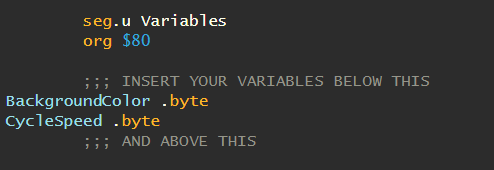 seg.u Variables
org $80
;;; INSERT YOUR VARIABLES BELOW THIS
BackgroundColor .byte
CycleSpeed .byte
;;; AND ABOVE THIS